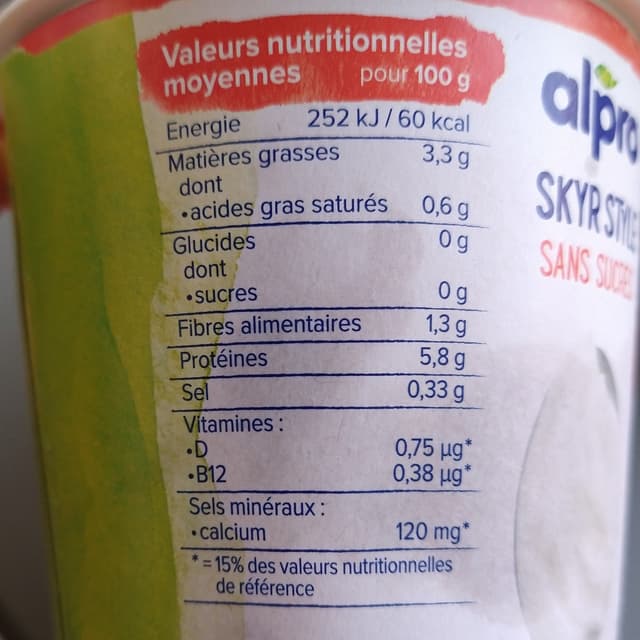 Valeurs nutritionnelles
moyennes pour 100 g
Energie 252 kJ / 60 kcal
Matières grasses 3,3 g
dont
•acides gras saturés 0,6 g
Glucides 0 g
dont
•sucres 0 g
Fibres alimentaires 1,3 g
Protéines 5,8 g
Sel 0,33 g
Vitamines :
•D 0,75 µg*
•B12 0,38 µg*
Sels minéraux :
•calcium 120 mg*
* = 15% des valeurs nutritionnelles
de référence
alpro
SKYR STYLE
SANS SUCRES